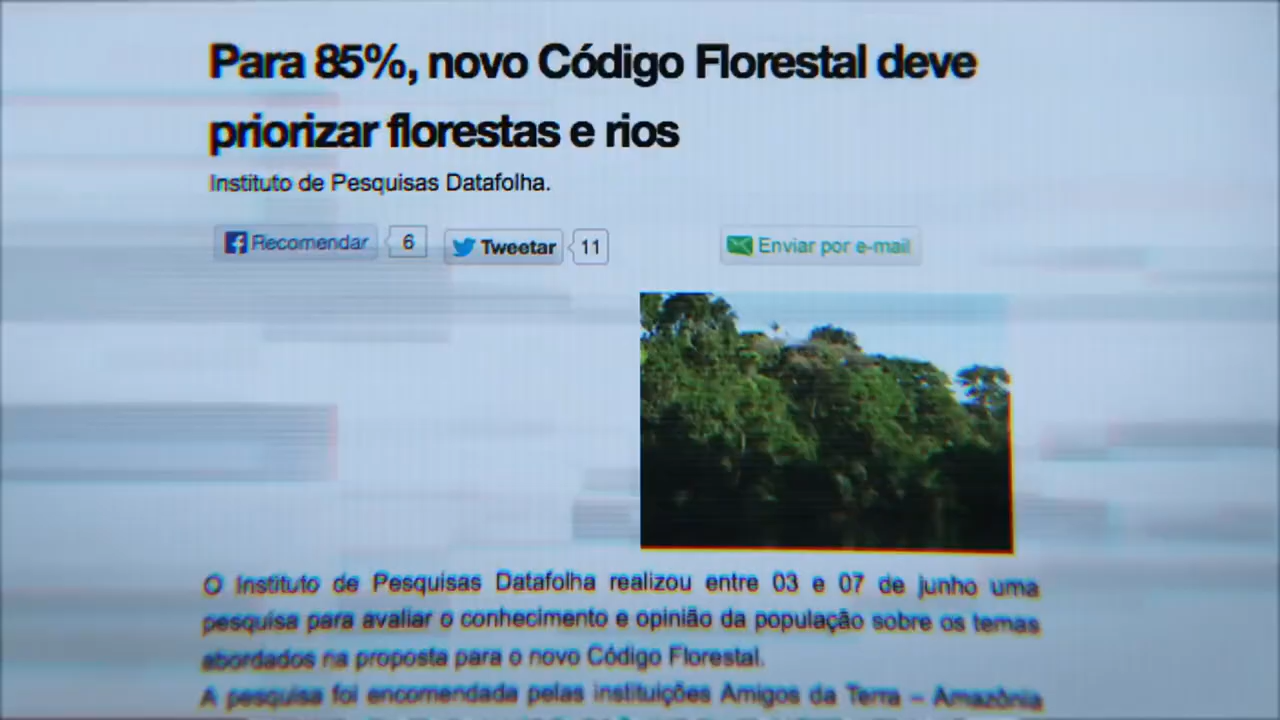 Para 85%, novo Código Florestal deve
priorizar florestas e rios
Instituto de Pesquisas Datafolha.
Recomendar 6 Tweetar 11 Enviar por e-mail
O Instituto de Pesquisas Datafolha realizou entre 03 e 07 de junho uma
pesquisa para avaliar o conhecimento e opinião da população sobre os temas
abordados na proposta para o novo Código Florestal.
A pesquisa foi encomendada pelas instituições Amigos da Terra – Amazônia